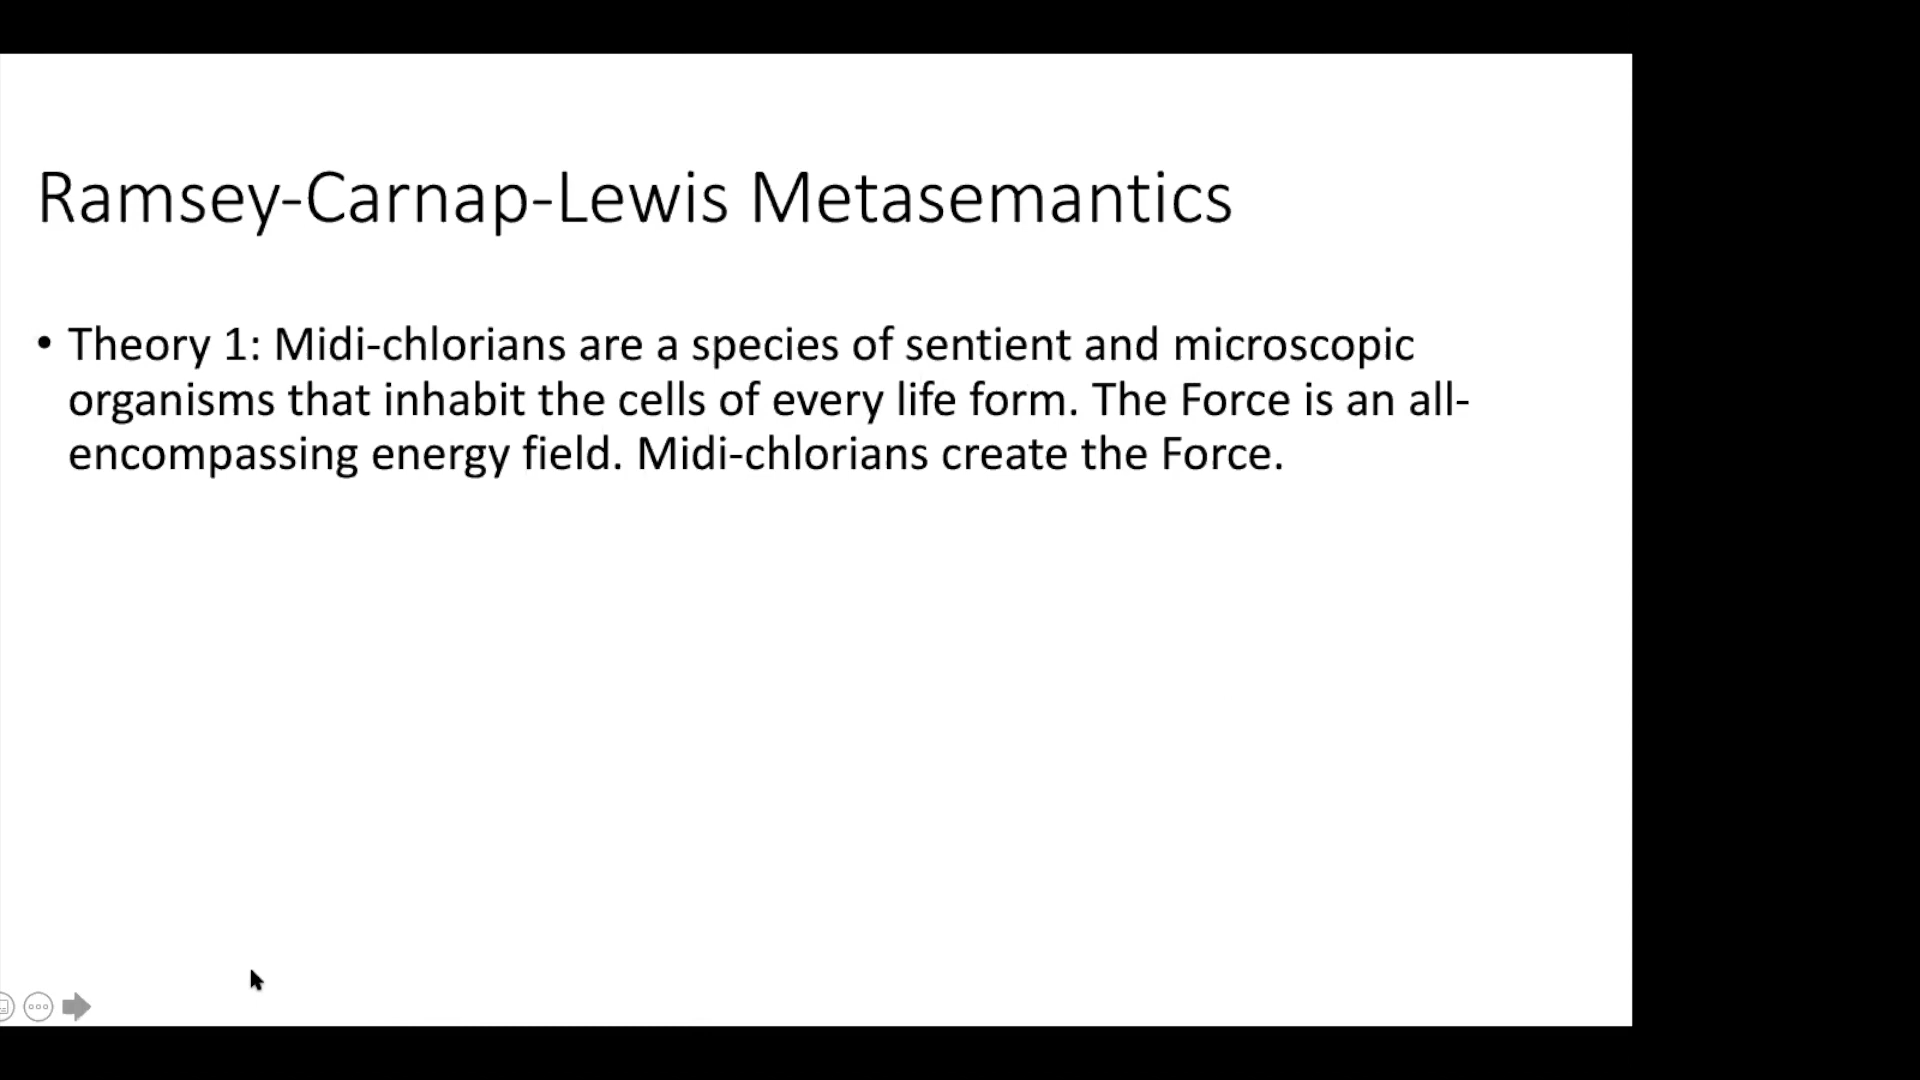 Ramsey-Carnap-Lewis Metasemantics
• Theory 1: Midi-chlorians are a species of sentient and microscopic
organisms that inhabit the cells of every life form. The Force is an all-
encompassing energy field. Midi-chlorians create the Force.